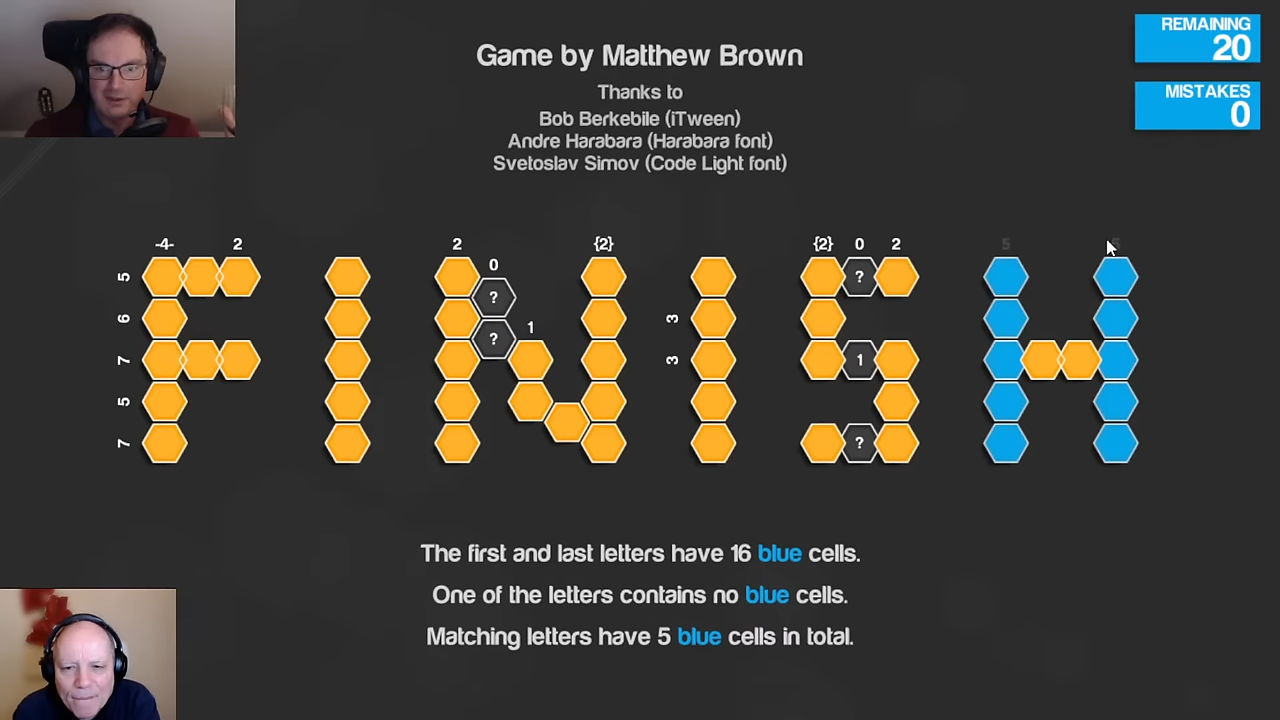 REMAINING
20
MISTAKES
0
Game by Matthew Brown
Thanks to
Bob Berkebile (iTween)
Andre Harabara (Harabara font)
Svetoslav Simov (Code Light font)
-4- 2 2 {2} {2} 0 2 5
0
5 ? ?
?
6 3
? 1
7 3 1
5
7 ?
The first and last letters have 16 blue cells.
One of the letters contains no blue cells.
Matching letters have 5 blue cells in total.